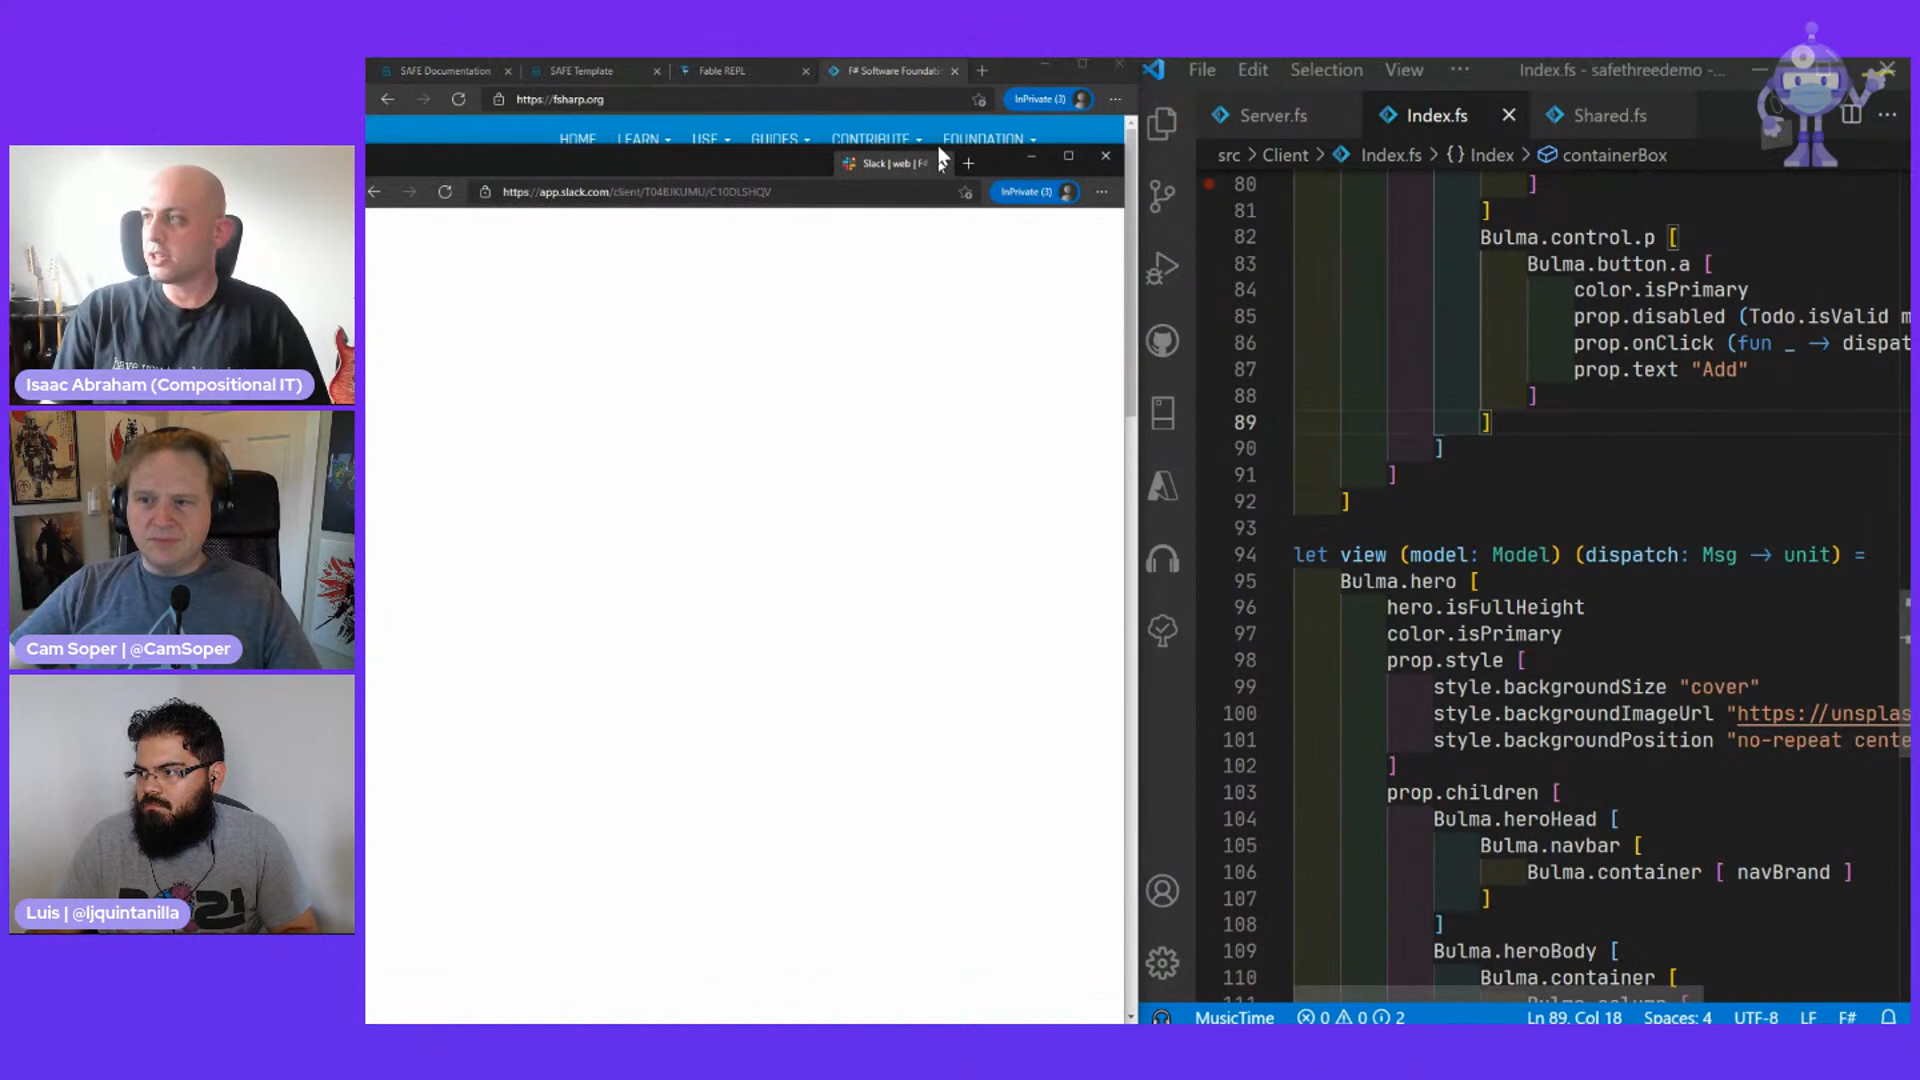 SAFE Documentation
SAFE Template
Fable REPL
F# Software Foundati
https://fsharp.org
InPrivate (3)
HOME LEARN USE GUIDES CONTRIBUTE FOUNDATION
Slack | web | F#
https://app.slack.com/client/T04BJKUMU/C10DLSHQV
InPrivate (3)
Isaac Abraham (Compositional IT)
Cam Soper | @CamSoper
Luis | @ljquintanilla
2021
File Edit Selection View ··· Index.fs - safethreedemo -...
Server.fs Index.fs Shared.fs
src > Client > Index.fs > {} Index > containerBox
80 ]
81 ]
82 Bulma.control.p [
83 Bulma.button.a [
84 color.isPrimary
85 prop.disabled (Todo.isValid m
86 prop.onClick (fun _ → dispat
87 prop.text "Add"
88 ]
89 ]
90 ]
91 ]
92 ]
93
94 let view (model: Model) (dispatch: Msg → unit) =
95 Bulma.hero [
96 hero.isFullHeight
97 color.isPrimary
98 prop.style [
99 style.backgroundSize "cover"
100 style.backgroundImageUrl "https://unsplas
101 style.backgroundPosition "no-repeat cente
102 ]
103 prop.children [
104 Bulma.heroHead [
105 Bulma.navbar [
106 Bulma.container [ navBrand ]
107 ]
108 ]
109 Bulma.heroBody [
110 Bulma.container [
111 Bulma.column [
MusicTime 0 0 2 Ln 89, Col 18 Spaces: 4 UTF-8 LF F#